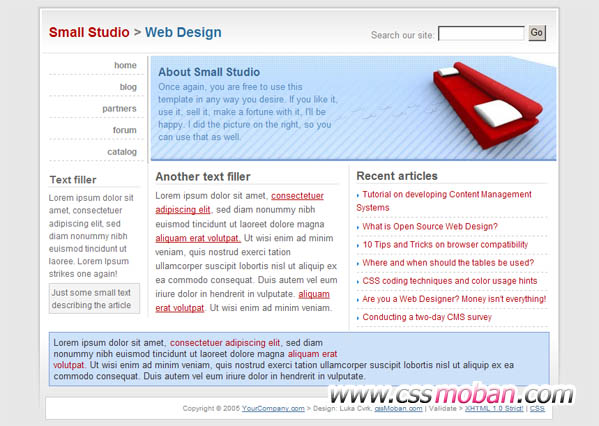 Small Studio > Web Design
Search our site:
Go
home
blog
partners
forum
catalog
About Small Studio
Once again, you are free to use this
template in any way you desire. If you like it,
use it, sell it, make a fortune with it, I'll be
happy. I did the picture on the right, so you
can use that as well.
Text filler
Lorem ipsum dolor sit
amet, consectetuer
adipiscing elit, sed
diam nonummy nibh
euismod tincidunt ut
laoree. Lorem Ipsum
strikes one again!
Just some small text
describing the article
Another text filler
Lorem ipsum dolor sit amet, consectetuer
adipiscing elit, sed diam nonummy nibh
euismod tincidunt ut laoreet dolore magna
aliquam erat volutpat. Ut wisi enim ad minim
veniam, quis nostrud exerci tation
ullamcorper suscipit lobortis nisl ut aliquip ex
ea commodo consequat. Duis autem vel eum
iriure dolor in hendrerit in vulputate. aliquam
erat volutpat. Ut wisi enim ad minim veniam.
Recent articles
Tutorial on developing Content Management
Systems
What is Open Source Web Design?
10 Tips and Tricks on browser compatibility
Where and when should the tables be used?
CSS coding techniques and color usage hints
Are you a Web Designer? Money isn't everything!
Conducting a two-day CMS survey
Lorem ipsum dolor sit amet, consectetuer adipiscing elit, sed diam
nonummy nibh euismod tincidunt ut laoreet dolore magna aliquam erat
volutpat. Ut wisi enim ad minim veniam, quis nostrud exerci tation ullamcorper suscipit lobortis nisl ut aliquip ex ea
commodo consequat. Duis autem vel eum iriure dolor in hendrerit in vulputate.
www.cssmoban.com
Copyright © 2006 YourCompany.com > Design: Luka Cvrk, cssMoban.com | Validate > XHTML 1.0 Strict! | CSS